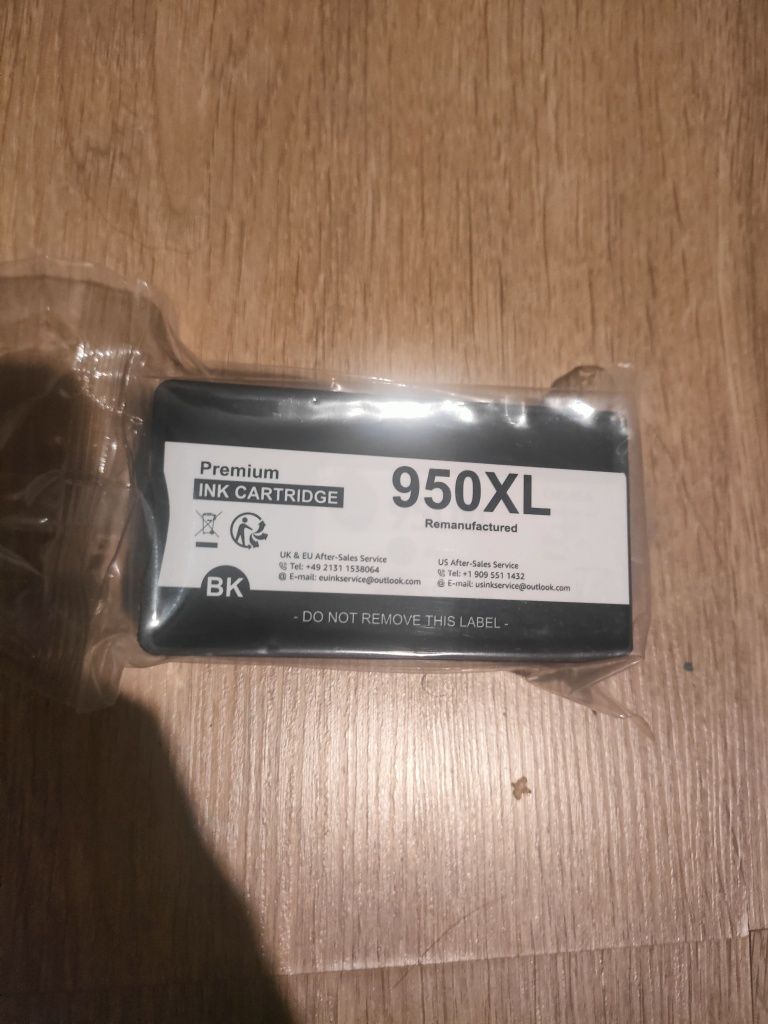 Premium
INK CARTRIDGE
950XL
Remanufactured
UK & EU After-Sales Service
Tel: +49 2131 1538064
E-mail: euinkservice@outlook.com
US After-Sales Service
Tel: +1 909 551 1432
@ E-mail: usinkservice@outlook.com
BK
- DO NOT REMOVE THIS LABEL -